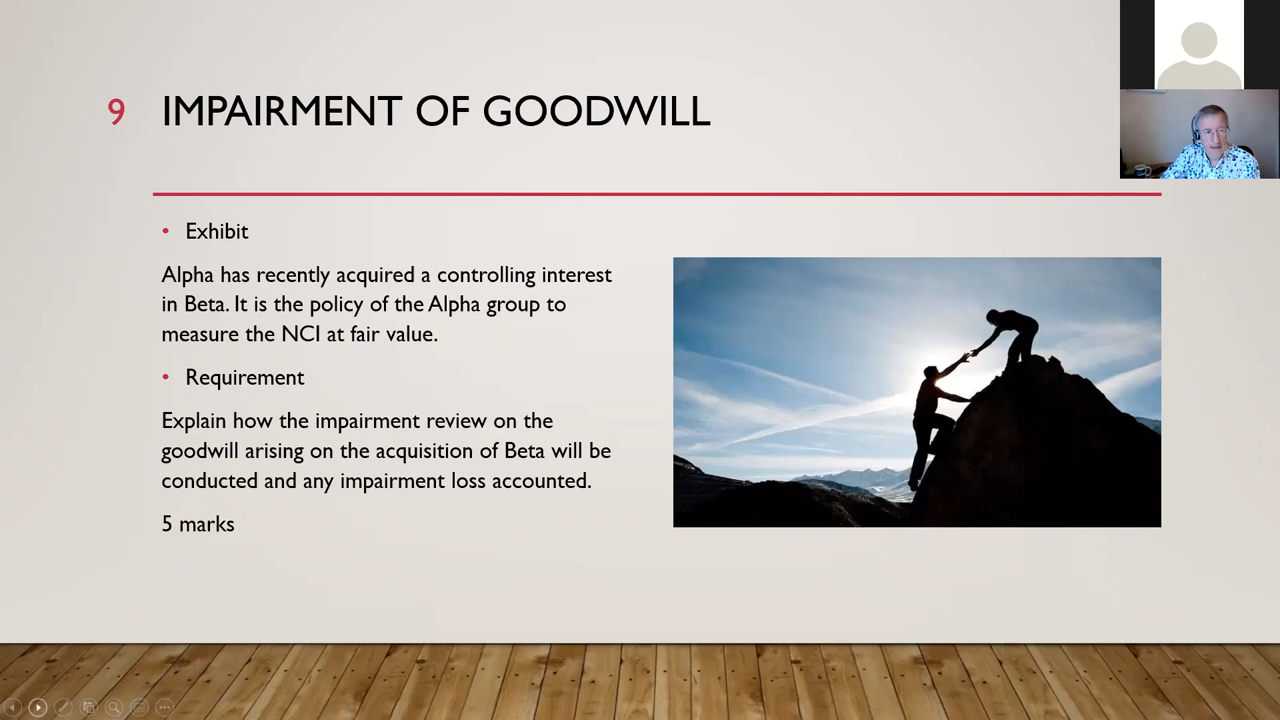 9 IMPAIRMENT OF GOODWILL
• Exhibit
Alpha has recently acquired a controlling interest
in Beta. It is the policy of the Alpha group to
measure the NCI at fair value.
• Requirement
Explain how the impairment review on the
goodwill arising on the acquisition of Beta will be
conducted and any impairment loss accounted.
5 marks